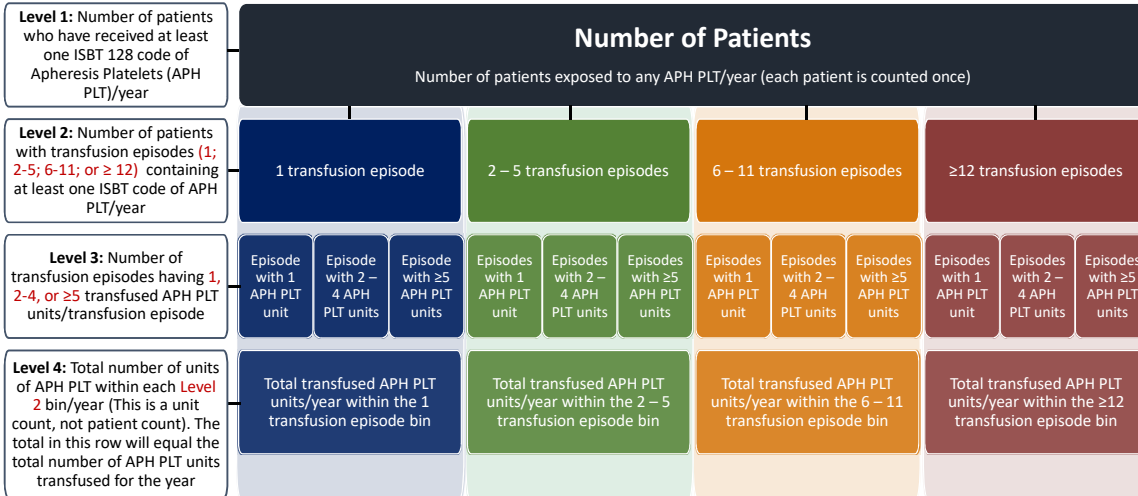 Level 1: Number of patients
who have received at least
one ISBT 128 code of
Apheresis Platelets (APH
PLT)/year
Number of Patients
Number of patients exposed to any APH PLT/year (each patient is counted once)
Level 2: Number of patients
with transfusion episodes (1;
2-5; 6-11; or ≥ 12) containing
at least one ISBT code of APH
PLT/year
1 transfusion episode
2 – 5 transfusion episodes
6 – 11 transfusion episodes
≥12 transfusion episodes
Level 3: Number of
transfusion episodes having 1,
2-4, or ≥5 transfused APH PLT
units/transfusion episode
Episode
with 1
APH PLT
unit
Episode
with 2 –
4 APH
PLT units
Episode
with ≥5
APH PLT
units
Episodes
with 1
APH PLT
unit
Episodes
with 2–
4 APH
PLT units
Episodes
with ≥5
APH PLT
units
Episodes
with 1
APH PLT
unit
Episodes
with 2–
4 APH
PLT units
Episodes
with ≥5
APH PLT
units
Episodes
with 1
APH PLT
unit
Episodes
with 2–
4 APH
PLT units
Episodes
with ≥5
APH PLT
units
Level 4: Total number of units
of APH PLT within each Level
2 bin/year (This is a unit
count, not patient count). The
total in this row will equal the
total number of APH PLT units
transfused for the year
Total transfused APH PLT
units/year within the 1
transfusion episode bin
Total transfused APH PLT
units/year within the 2 – 5
transfusion episode bin
Total transfused APH PLT
units/year within the 6 – 11
transfusion episode bin
Total transfused APH PLT
units/year within the ≥12
transfusion episode bin